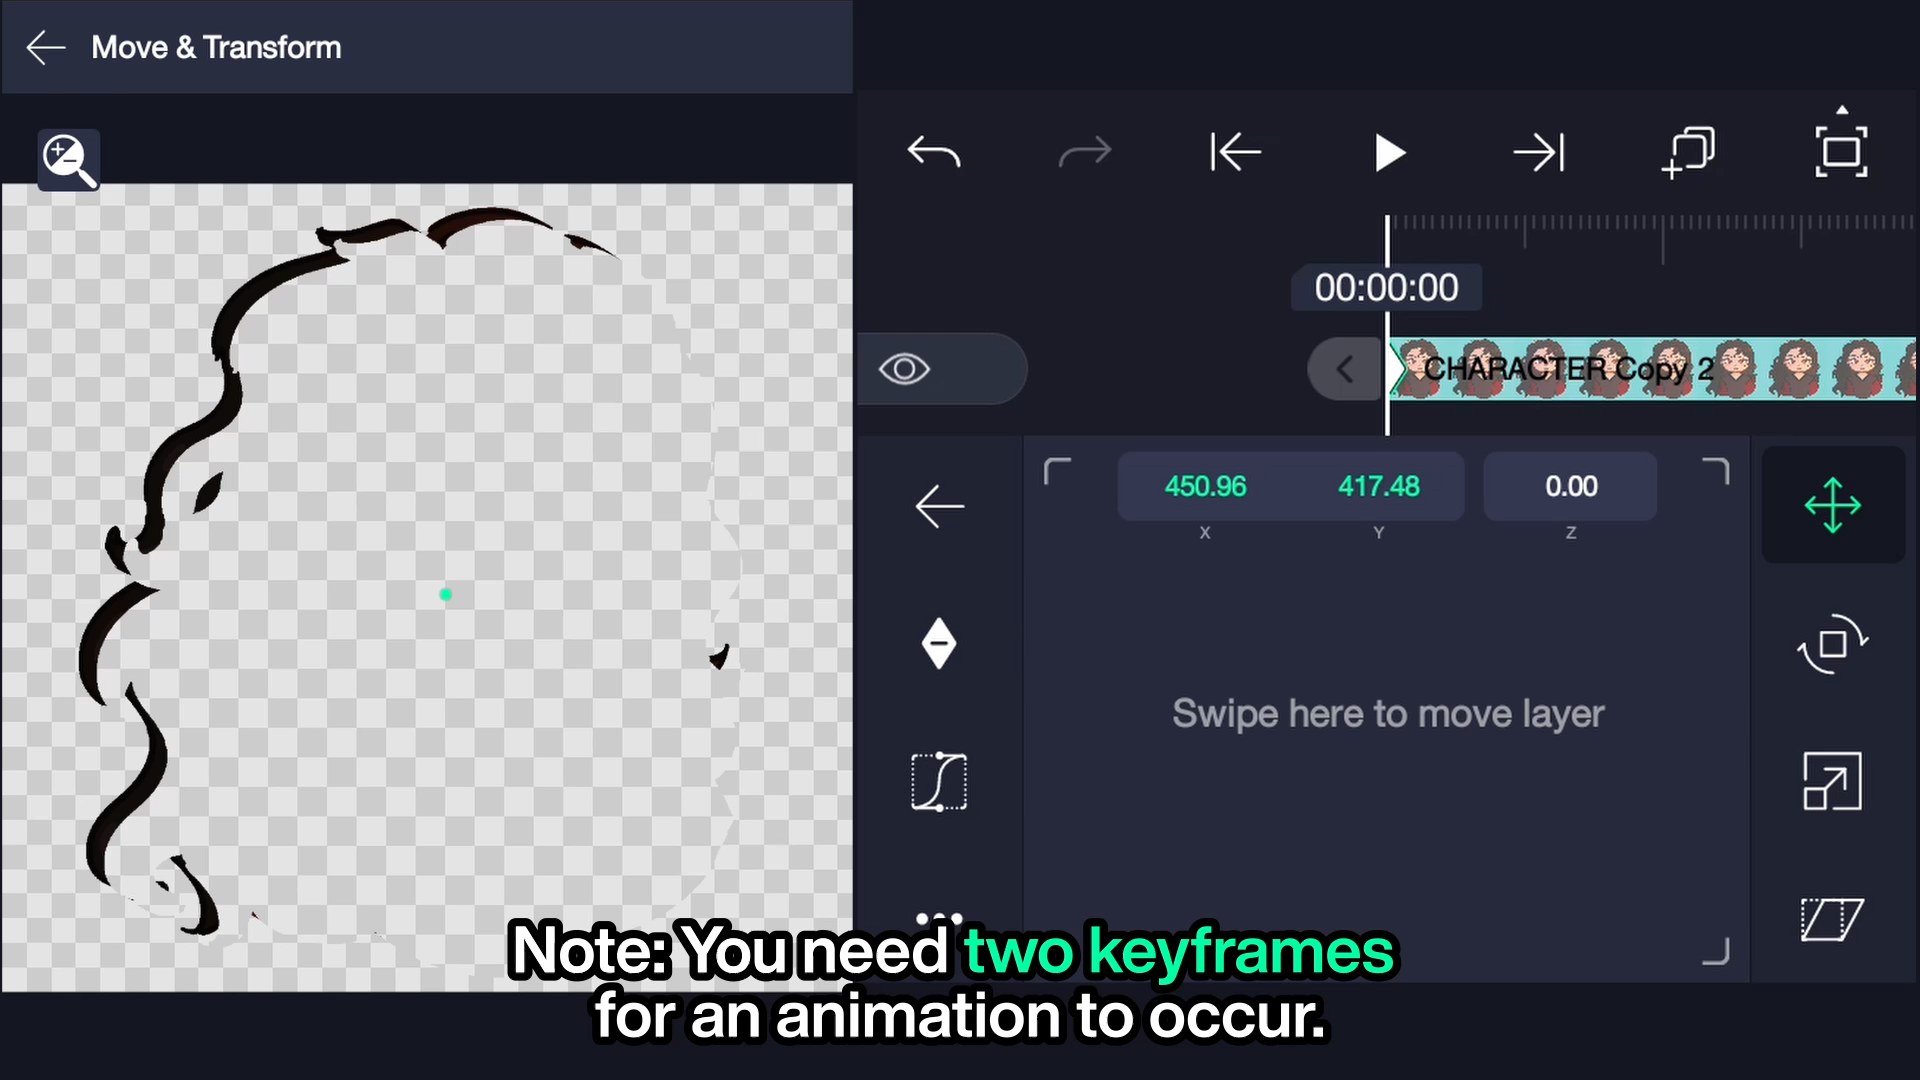 Move & Transform
00:00:00
CHARACTER Copy 2
450.96 417.48 0.00
X Y Z
Swipe here to move layer
Note: You need two keyframes
for an animation to occur.